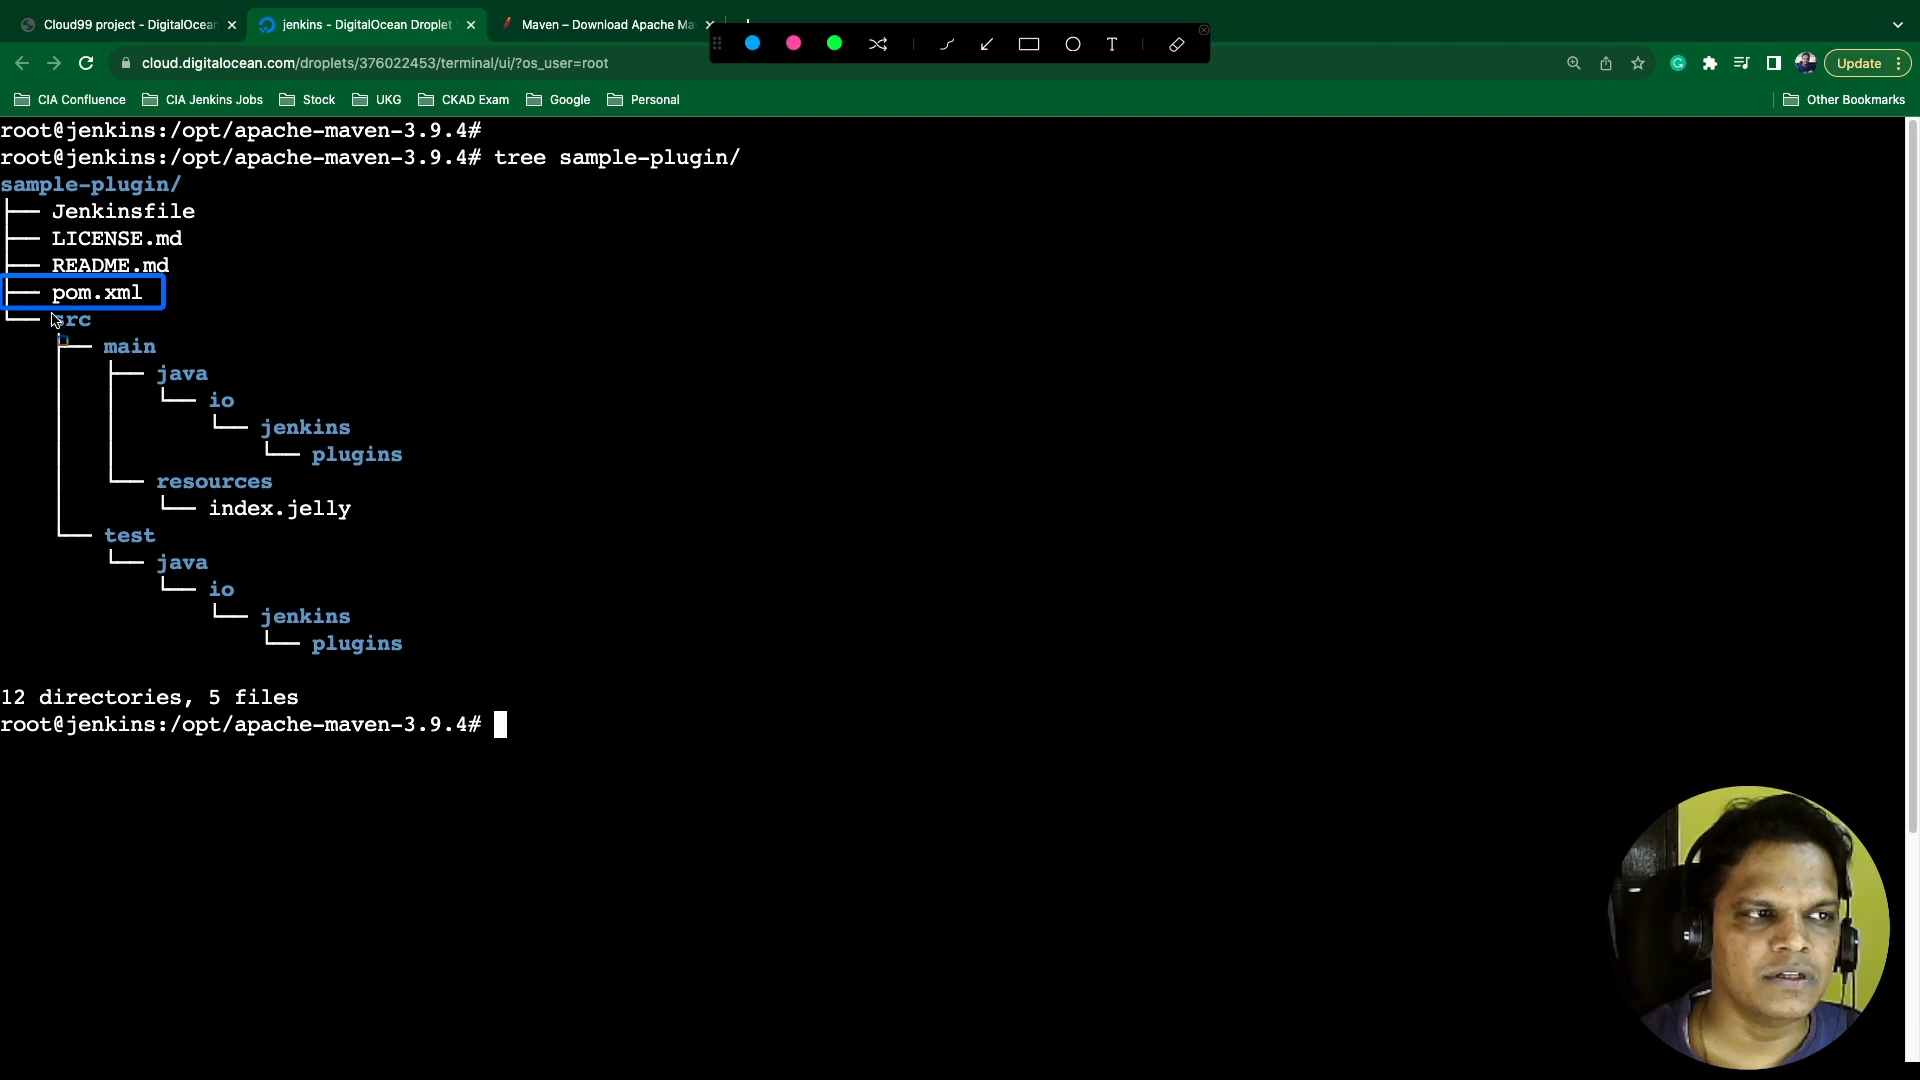 Cloud99 project - DigitalOcean
jenkins - DigitalOcean Droplet
Maven – Download Apache Ma
T
cloud.digitalocean.com/droplets/376022453/terminal/ui/?os_user=root
Update
CIA Confluence
CIA Jenkins Jobs
Stock
UKG
CKAD Exam
Google
Personal
Other Bookmarks
root@jenkins:/opt/apache-maven-3.9.4#
root@jenkins:/opt/apache-maven-3.9.4# tree sample-plugin/
sample-plugin/
├── Jenkinsfile
├── LICENSE.md
├── README.md
├── pom.xml
└── src
    ├── main
    │   ├── java
    │   │   └── io
    │   │       └── jenkins
    │   │           └── plugins
    │   └── resources
    │       └── index.jelly
    └── test
        └── java
            └── io
                └── jenkins
                    └── plugins
12 directories, 5 files
root@jenkins:/opt/apache-maven-3.9.4#